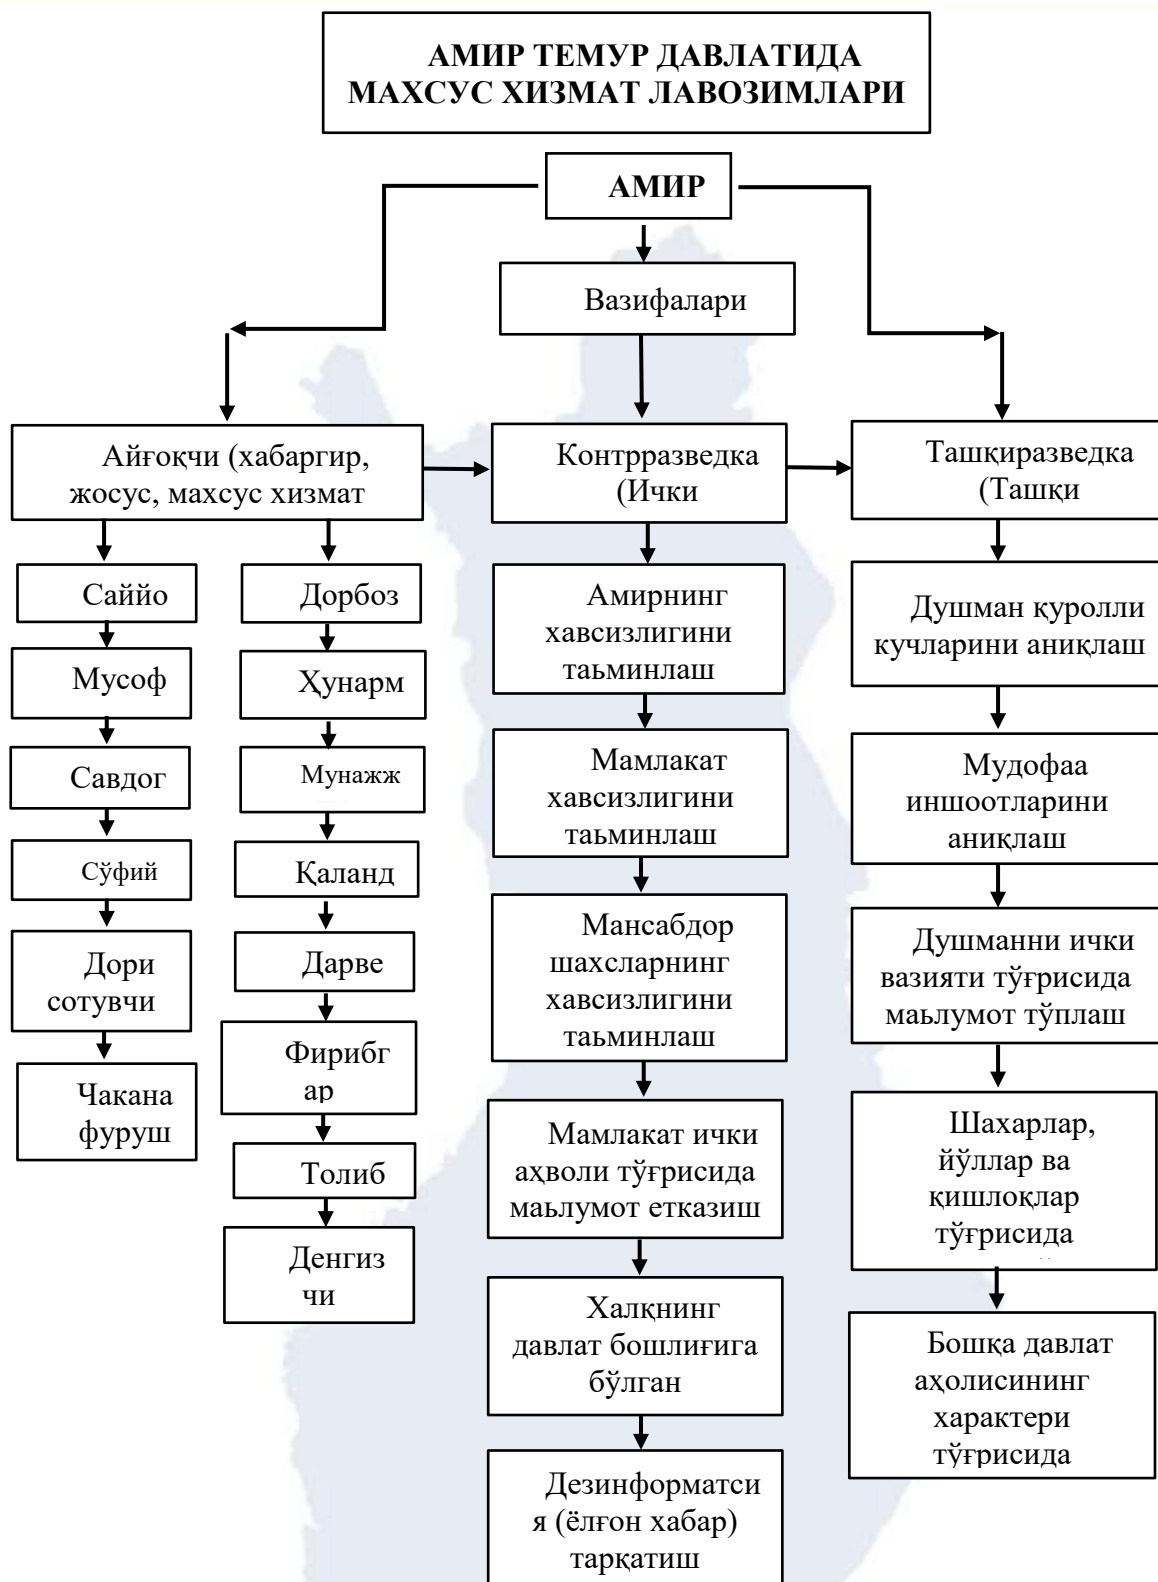 АМИР ТЕМУР ДАВЛАТИДА
МАХСУС ХИЗМАТ ЛАВОЗИМЛАРИ
АМИР
Вазифалари
Айғоқчи (хабаргир,
жосус, махсус хизмат
Контрразведка
(Ички
Ташқиразведка
(Ташқи
Саййо
Мусоф
Савдог
Сўфий
Дори
сотувчи
Чакана
фуруш
Дорбоз
Ҳунарм
Мунажж
Қаланд
Дарве
Фирибг
ар
Толиб
Денгиз
чи
Амирнинг
хавсизлигини
таьминлаш
Мамлакат
хавсизлигини
таьминлаш
Мансабдор
шахсларнинг
хавсизлигини
таьминлаш
Мамлакат ички
аҳволи тўғрисида
маьлумот етказиш
Халқнинг
давлат бошлиғига
бўлган
Дезинформатси
я (ёлғон хабар)
тарқатиш
Душман қуролли
кучларини аниқлаш
Мудофаа
иншоотларини
аниқлаш
Душманни ички
вазияти тўғрисида
маьлумот тўплаш
Шахарлар,
йўллар ва
қишлоқлар
тўғрисида
Бошқа давлат
аҳолисининг
характери
тўғрисида